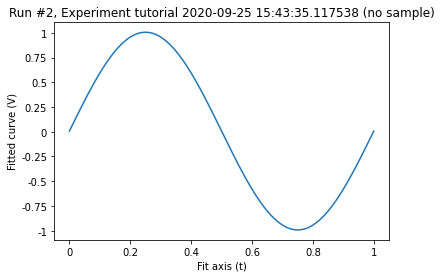 Run #2, Experiment tutorial 2020-09-25 15:43:35.117538 (no sample)
Fitted curve (V)
1
0.75
0.5
0.25
0
-0.25
-0.5
-0.75
-1
0 0.2 0.4 0.6 0.8 1
Fit axis (t)